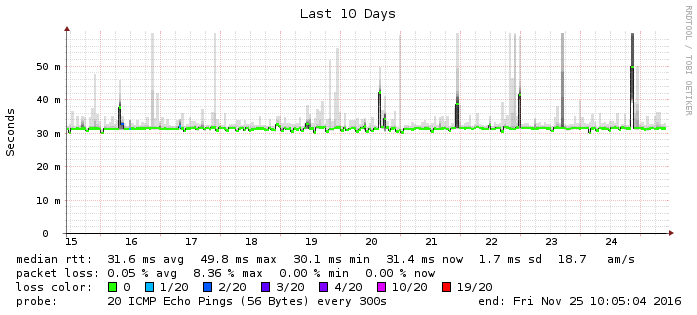 Last 10 Days
RRDTOOL / TOBI OETIKER
Seconds
50 m
40 m
30 m
20 m
10 m
0
15 16 17 18 19 20 21 22 23 24
median rtt: 31.6 ms avg 49.8 ms max 30.1 ms min 31.4 ms now 1.7 ms sd 18.7 am/s
packet loss: 0.05 % avg 8.36 % max 0.00 % min 0.00 % now
loss color: 0 1/20 2/20 3/20 4/20 10/20 19/20
probe: 20 ICMP Echo Pings (56 Bytes) every 300s end: Fri Nov 25 10:05:04 2016